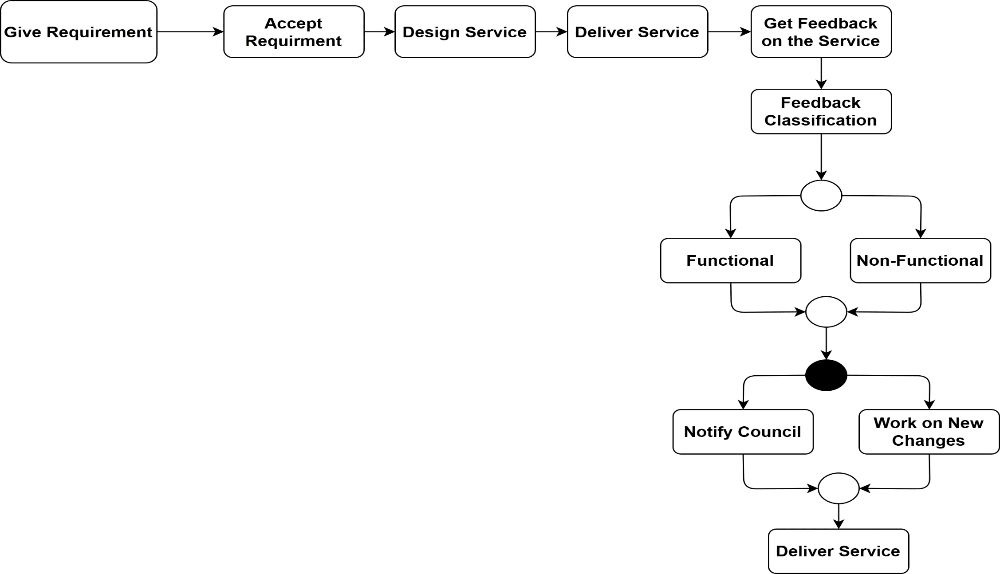 Give Requirement
Accept
Requirment
Design Service
Deliver Service
Get Feedback
on the Service
Feedback
Classification
Functional
Non-Functional
Notify Council
Work on New
Changes
Deliver Service